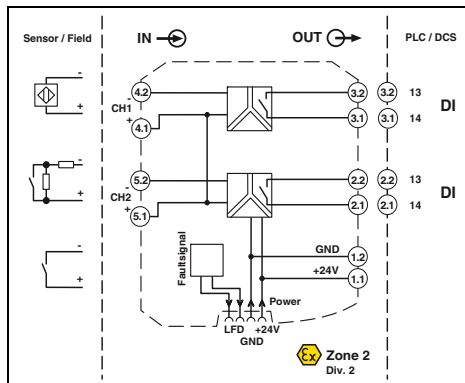 Sensor / Field
IN
OUT
PLC / DCS
-
+
4.2
-
CH1
+
4.1
3.2
3.1
3.2
13
3.1
14
DI
-
+
5.2
-
CH2
+
5.1
2.2
2.1
2.2
13
2.1
14
DI
-
+
Faultsignal
GND
1.2
+24V
1.1
Power
LFD
+24V
GND
Ex
Zone 2
Div. 2